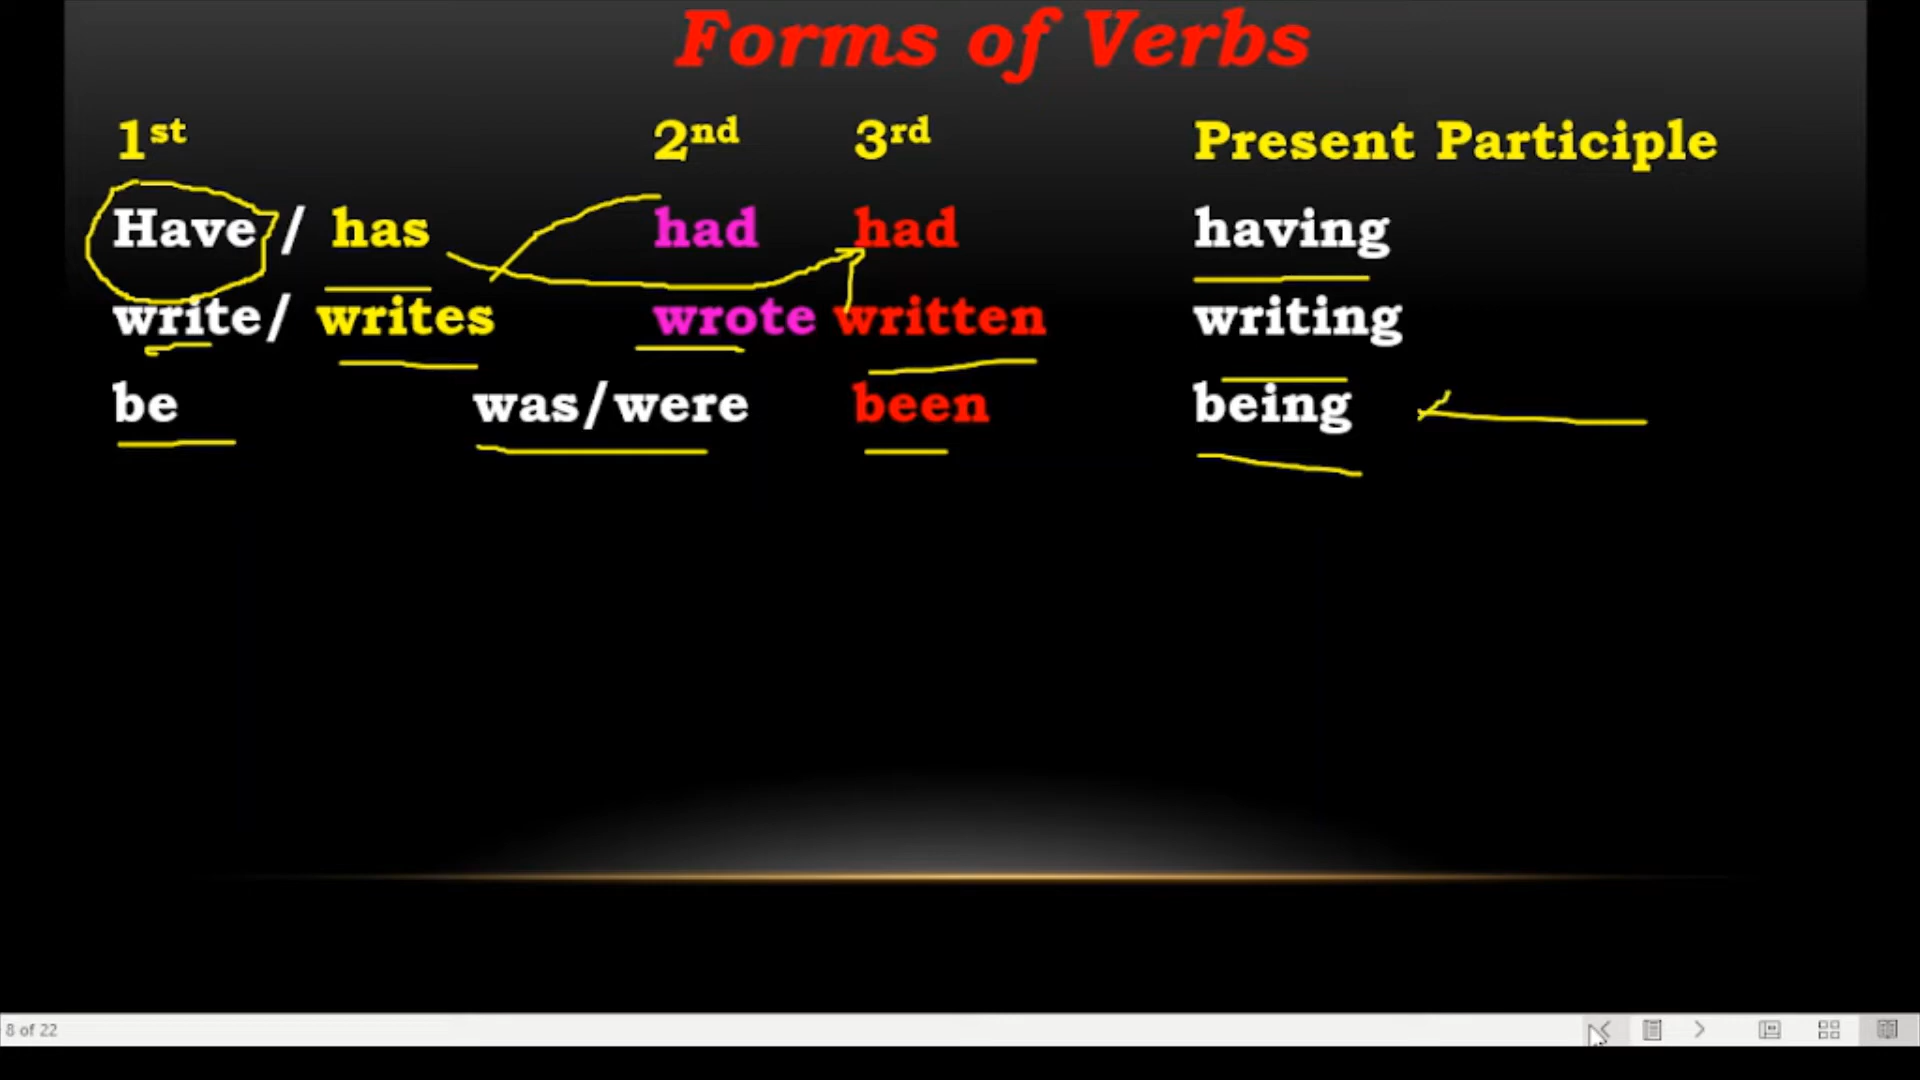 Forms of Verbs
1st 2nd 3rd Present Participle
Have / has had had having
write/ writes wrote written writing
be was/were been being
8 of 22